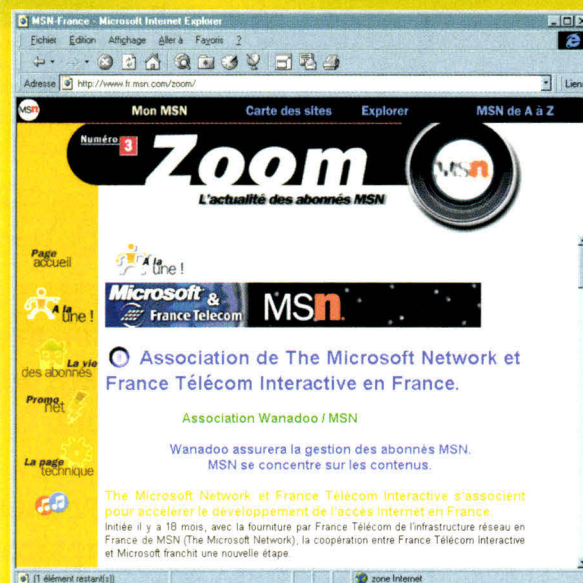 MSN-France - Microsoft Internet Explorer
Fichier Edition Affichage Aller à Favoris ?
Adresse http://www.fr.msn.com/zoom/ Liens
MSn Mon MSN Carte des sites Explorer MSN de A à Z
Numéro 3
Zoom
MSn
L'actualité des abonnés MSN
Page
accueil
A la
une !
A la
une !
Microsoft & France Telecom MSn.
La vie
des abonnés
Promo
net
La page
technique
Association de The Microsoft Network et
France Télécom Interactive en France.
Association Wanadoo / MSN
Wanadoo assurera la gestion des abonnés MSN.
MSN se concentre sur les contenus.
The Microsoft Network et France Télécom Interactive s'associent
pour accélérer le développement de l'accès Internet en France.
Initiée il y a 18 mois, avec la fourniture par France Télécom de l'infrastructure réseau en
France de MSN (The Microsoft Network), la coopération entre France Télécom Interactive
et Microsoft franchit une nouvelle étape.
(1 élément restant(s)) zone Internet